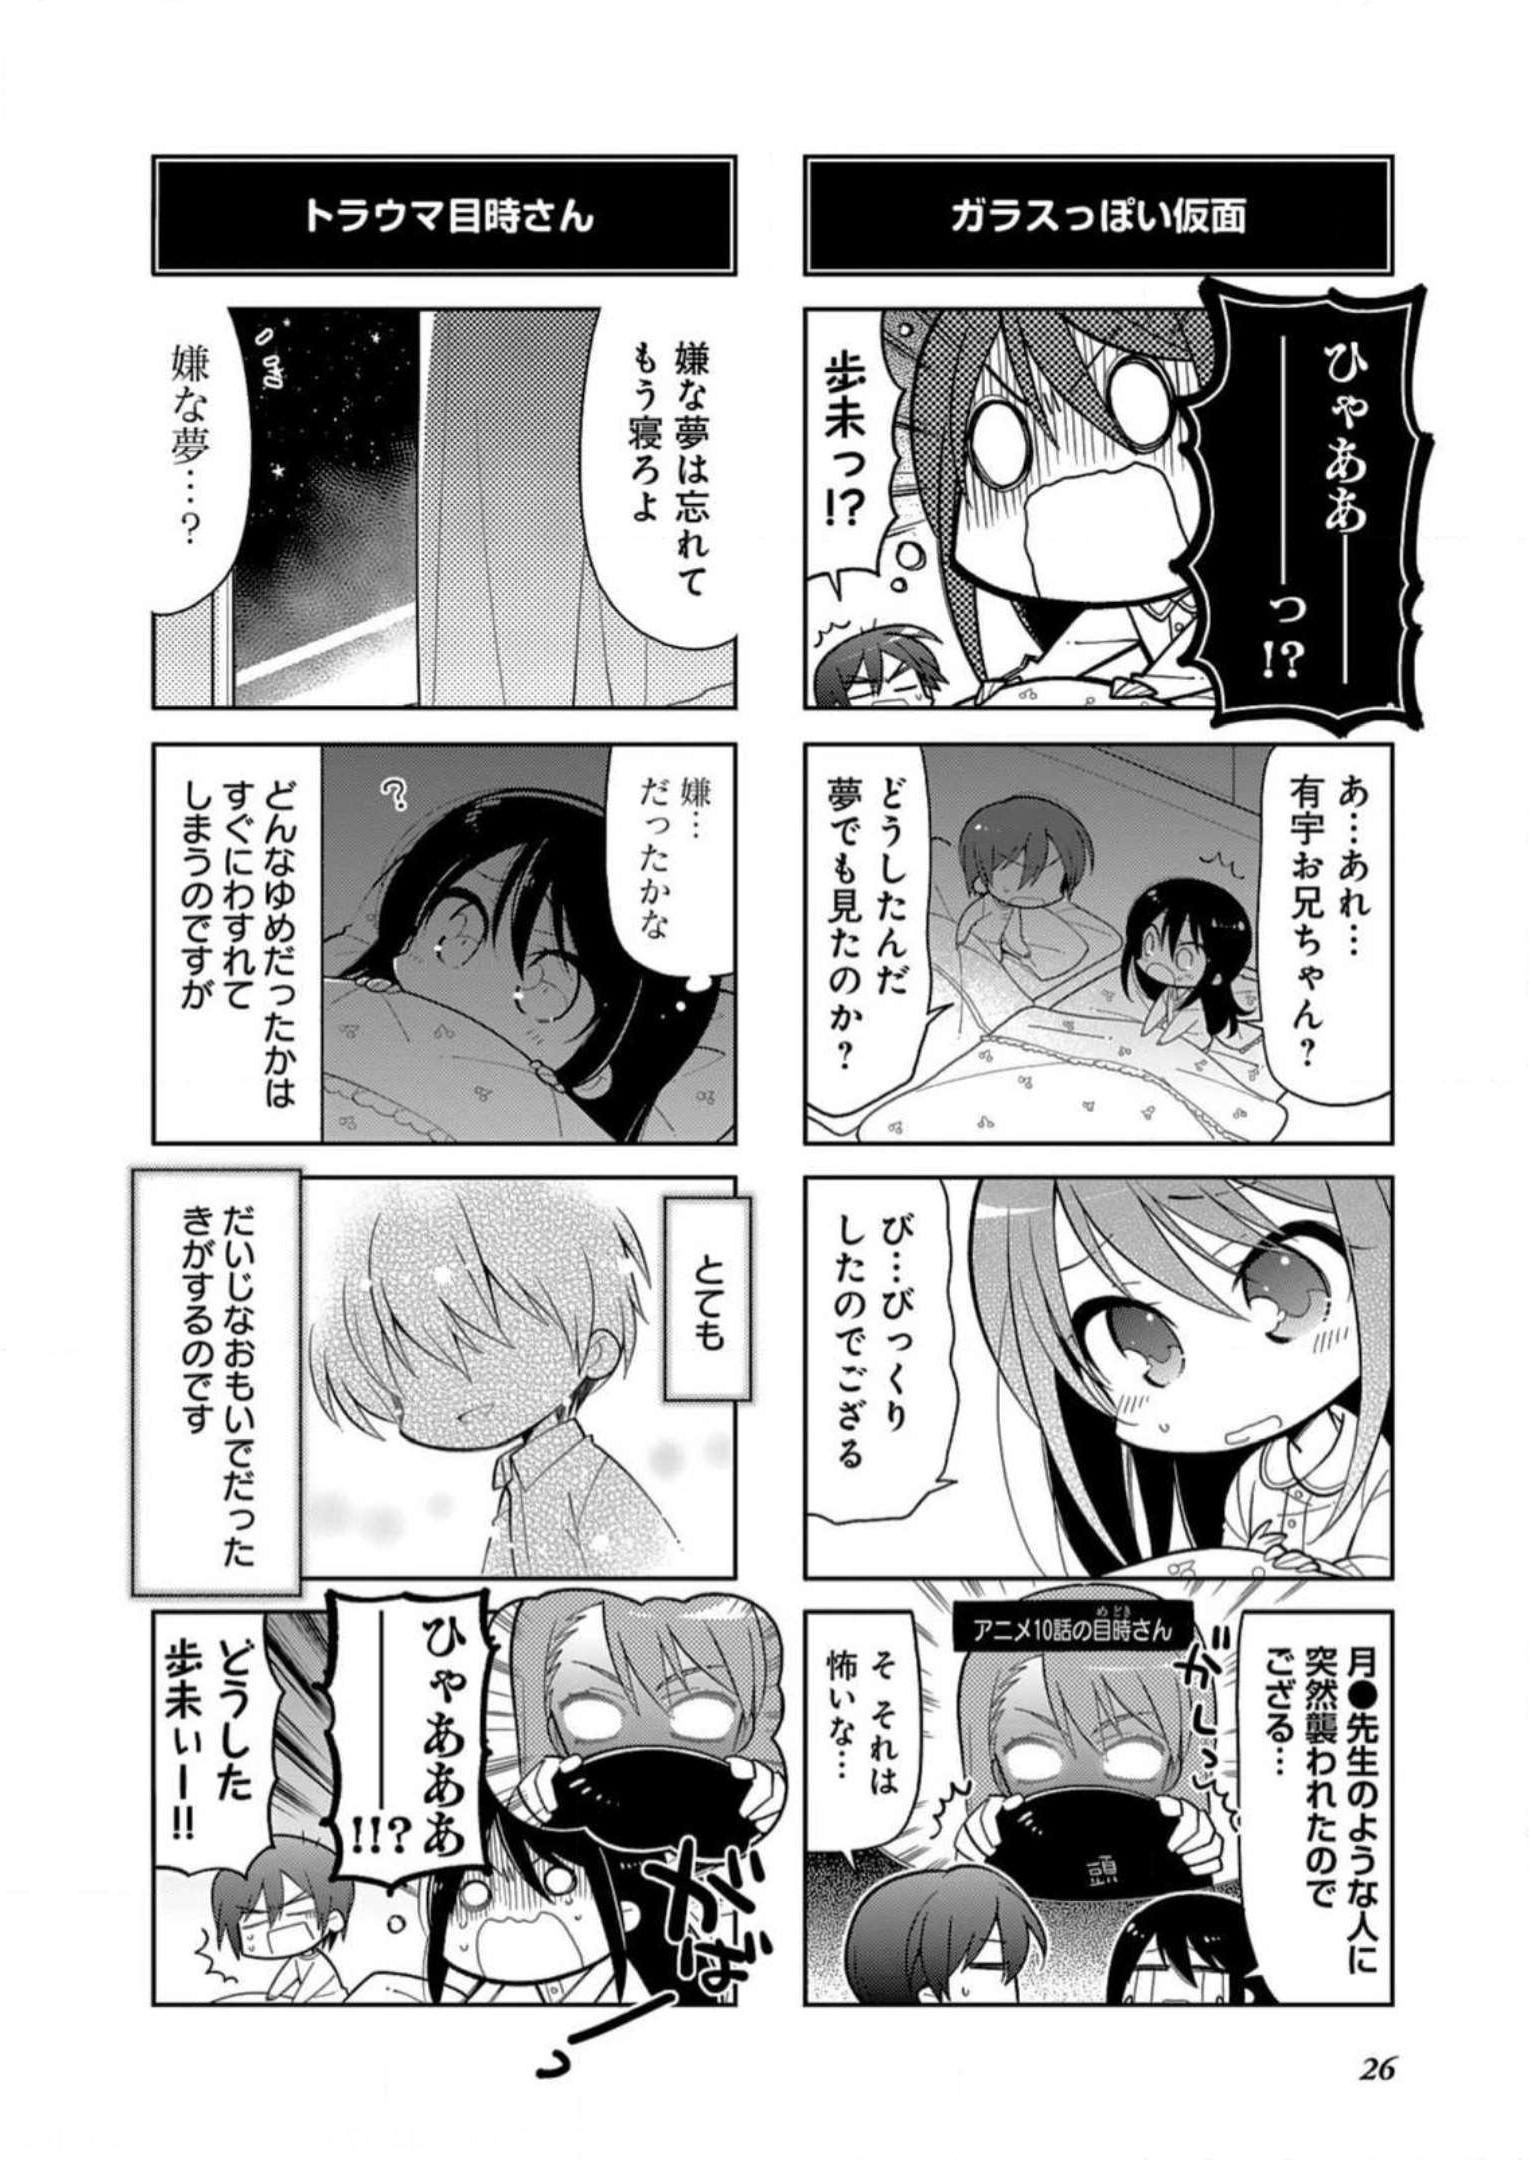 ガラスっぽい仮面
ひゃああ――っ!?
歩未っ!?
あ…あれ…
有宇お兄ちゃん?
どうしたんだ
夢でも見たのか?
び…びっくり
したのでござる
月●先生のような人に
突然襲われたので
ござる…
アニメ10話の目時さん
めどき
がしっ
頭
そ それは
怖いな…
トラウマ目時さん
嫌な夢は忘れて
もう寝ろよ
嫌な夢…?
嫌…
だったかな
?
どんなゆめだったかは
すぐにわすれて
しまうのですが
とても
だいじなおもいでだった
きがするのです
がばーっ
ひゃあああ――!!?
どうした
歩未ぃー!!
26